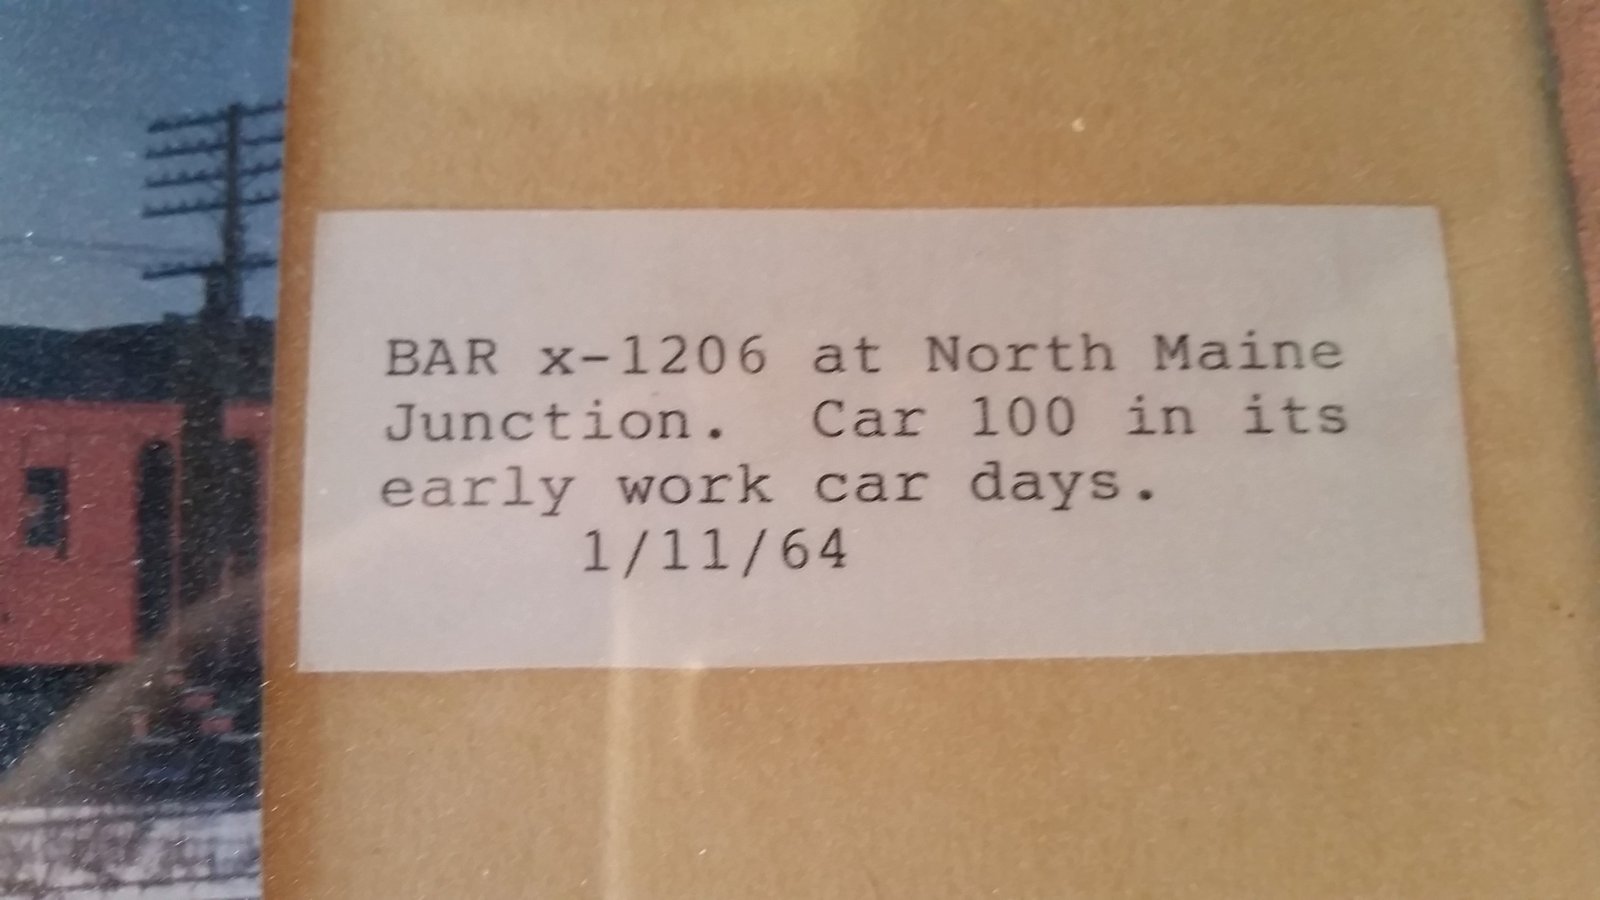 BAR x-1206 at North Maine
Junction.  Car 100 in its
early work car days.
1/11/64